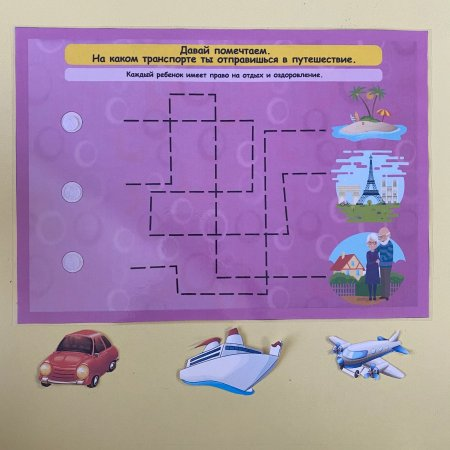 Давай помечтаем.
На каком транспорте ты отправишься в путешествие.
Каждый ребенок имеет право на отдых и оздоровление.